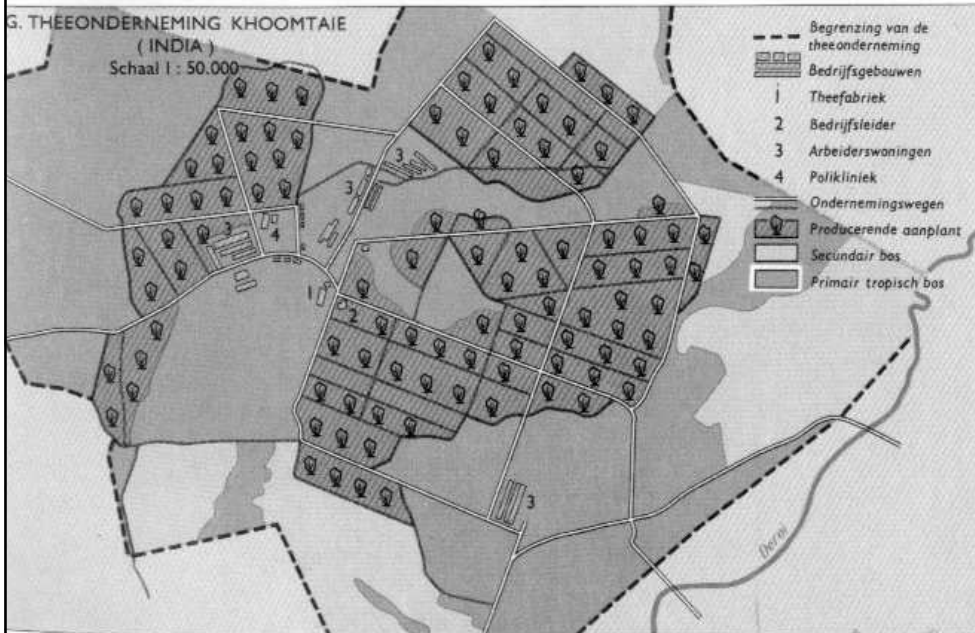 G. THEEONDERNEMING KHOOMTAIE
( INDIA )
Schaal 1 : 50.000
Begrenzing van de
theeonderneming
Bedrijfsgebouwen
1 Theefabriek
2 Bedrijfsleider
3 Arbeiderswoningen
4 Polikliniek
Ondernemingswegen
Producerende aanplant
Secundair bos
Primair tropisch bos
3
3
3
4
1
2
3
Deroi